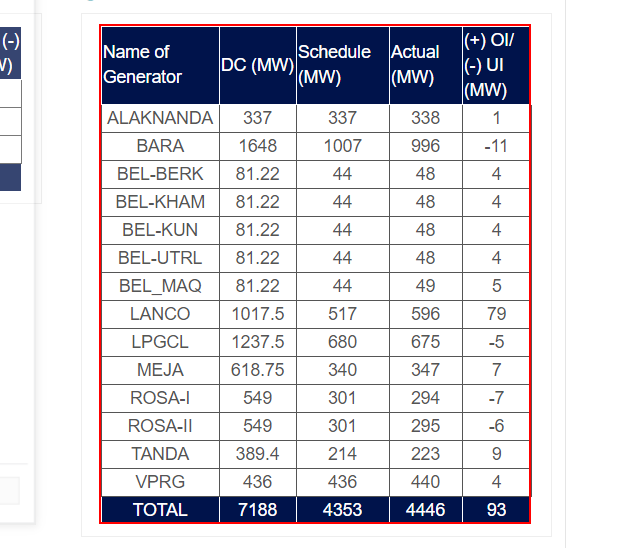 (-)
V)
Name of Generator | DC (MW) | Schedule (MW) | Actual (MW) | (+) OI/ (-) UI (MW)
ALAKNANDA | 337 | 337 | 338 | 1
BARA | 1648 | 1007 | 996 | -11
BEL-BERK | 81.22 | 44 | 48 | 4
BEL-KHAM | 81.22 | 44 | 48 | 4
BEL-KUN | 81.22 | 44 | 48 | 4
BEL-UTRL | 81.22 | 44 | 48 | 4
BEL_MAQ | 81.22 | 44 | 49 | 5
LANCO | 1017.5 | 517 | 596 | 79
LPGCL | 1237.5 | 680 | 675 | -5
MEJA | 618.75 | 340 | 347 | 7
ROSA-I | 549 | 301 | 294 | -7
ROSA-II | 549 | 301 | 295 | -6
TANDA | 389.4 | 214 | 223 | 9
VPRG | 436 | 436 | 440 | 4
TOTAL | 7188 | 4353 | 4446 | 93